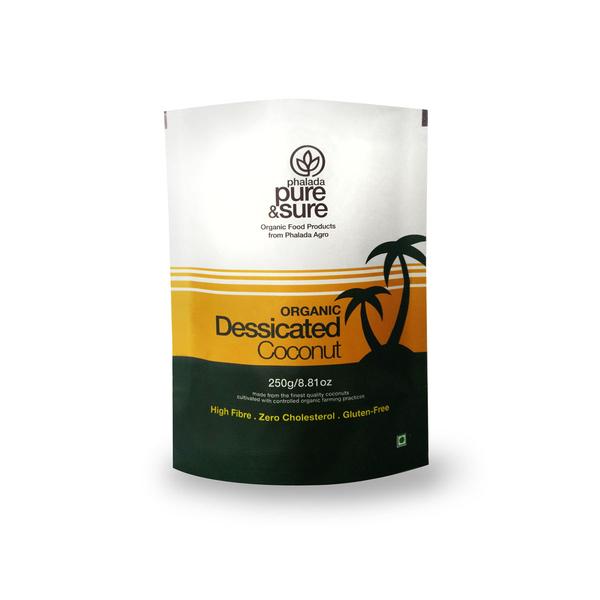 phalada
pure
&sure
Organic Food Products
from Phalada Agro
ORGANIC
Dessicated
Coconut
250g/8.81oz
made from the finest quality coconuts
cultivated with controlled organic farming practices
High Fibre . Zero Cholesterol . Gluten-Free